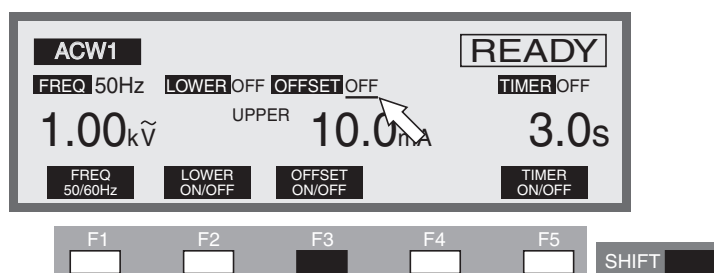 ACW1 READY
FREQ 50Hz LOWER OFF OFFSET OFF TIMER OFF
1.00kṼ UPPER 10.0mA 3.0s
FREQ LOWER OFFSET TIMER
50/60Hz ON/OFF ON/OFF ON/OFF
F1 F2 F3 F4 F5
SHIFT